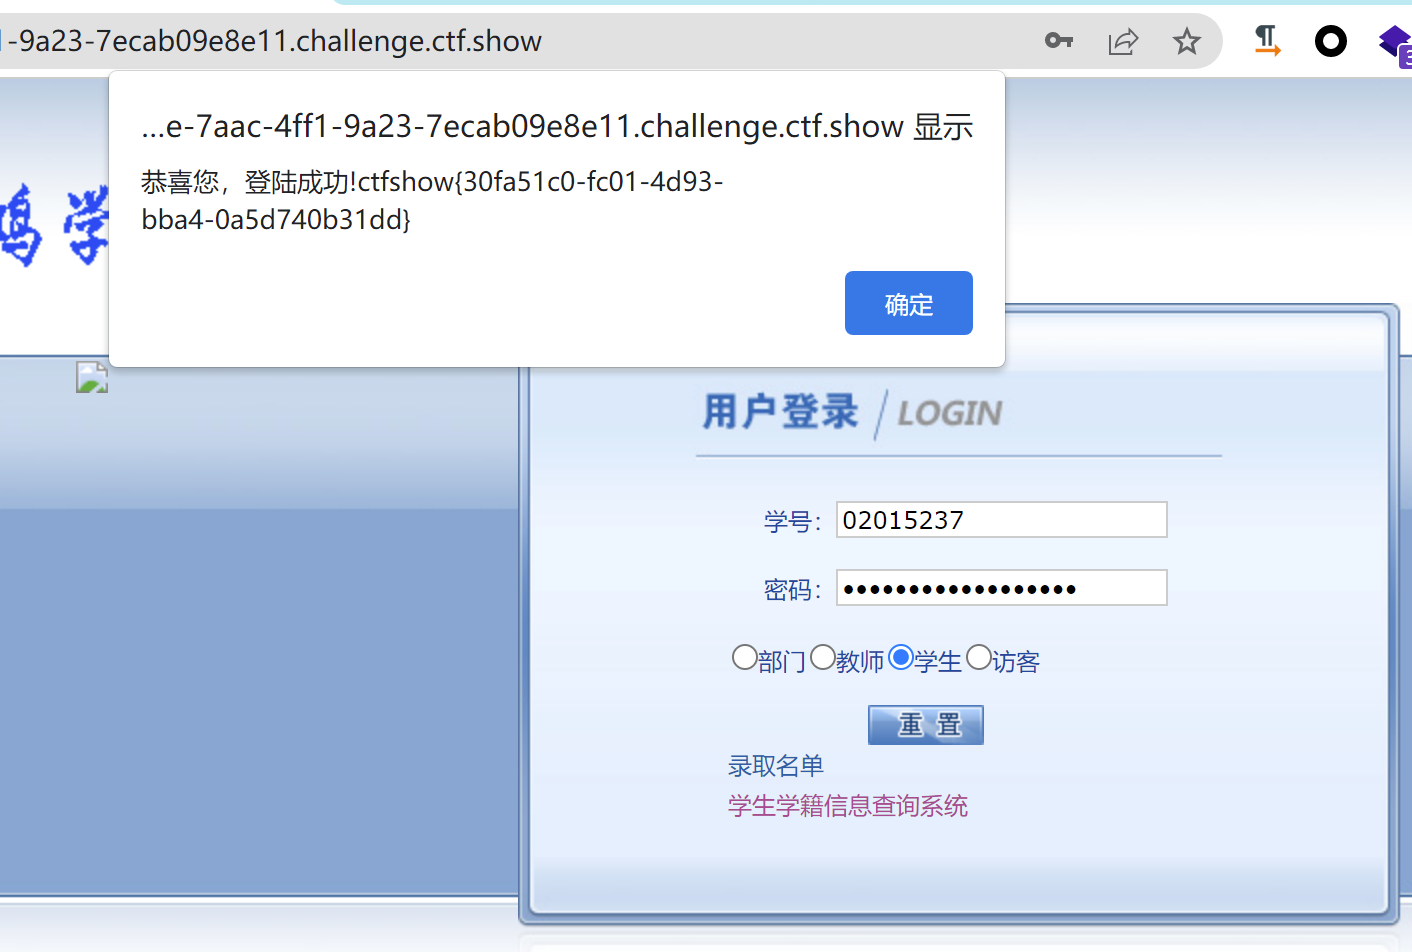 -9a23-7ecab09e8e11.challenge.ctf.show
...e-7aac-4ff1-9a23-7ecab09e8e11.challenge.ctf.show 显示
恭喜您，登陆成功!ctfshow{30fa51c0-fc01-4d93-
bba4-0a5d740b31dd}
确定
学
用户登录 / LOGIN
学号：02015237
密码：
部门 教师 学生 访客
重 置
录取名单
学生学籍信息查询系统